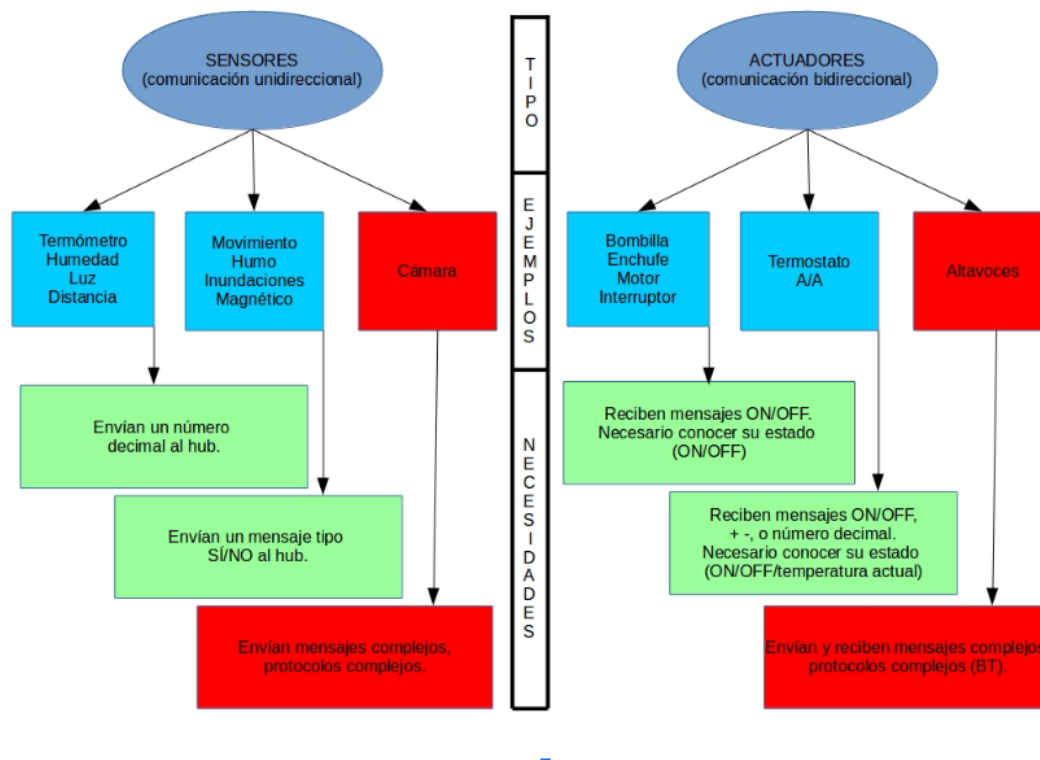 SENSORES
(comunicación unidireccional)
TIPO
ACTUADORES
(comunicación bidireccional)
Termómetro
Humedad
Luz
Distancia
Movimiento
Humo
Inundaciones
Magnético
Cámara
EJEMPLOS
Bombilla
Enchufe
Motor
Interruptor
Termostato
A/A
Altavoces
Envían un número
decimal al hub.
Envían un mensaje tipo
SÍ/NO al hub.
Envían mensajes complejos,
protocolos complejos.
NECESIDADES
Reciben mensajes ON/OFF.
Necesario conocer su estado
(ON/OFF)
Reciben mensajes ON/OFF,
+ -, o número decimal.
Necesario conocer su estado
(ON/OFF/temperatura actual)
Envían y reciben mensajes complejos
protocolos complejos (BT).